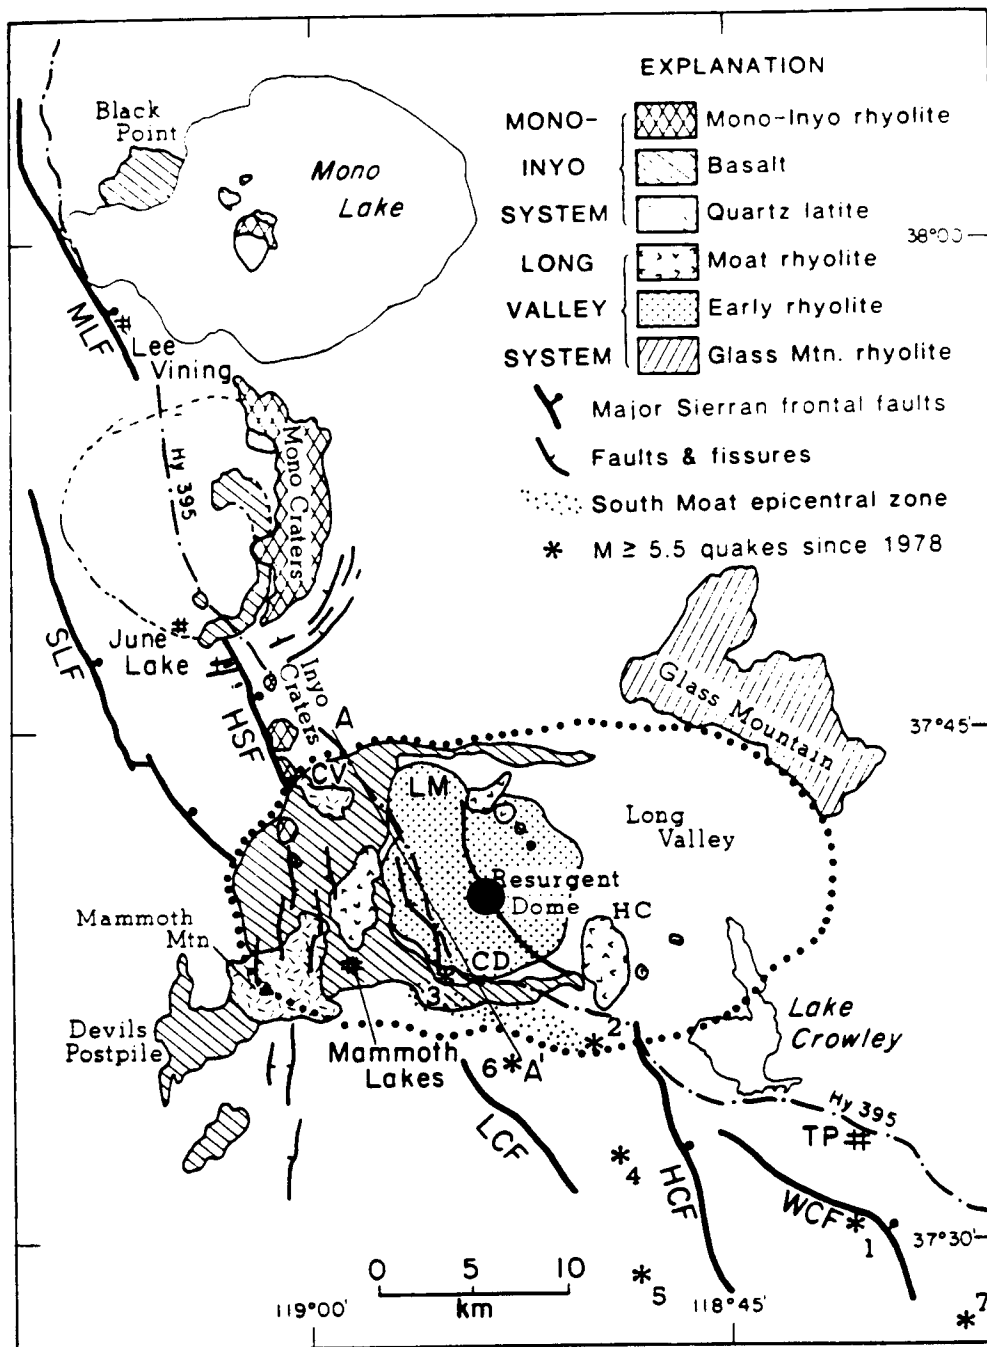 EXPLANATION
MONO-
INYO
SYSTEM
Mono-Inyo rhyolite
Basalt
Quartz latite
LONG
VALLEY
SYSTEM
Moat rhyolite
Early rhyolite
Glass Mtn. rhyolite
Major Sierran frontal faults
Faults & fissures
South Moat epicentral zone
* M ≥ 5.5 quakes since 1978
Black
Point
Mono
Lake
38°00'
MLF
Lee
Vining
Hy 395
Mono Craters
SLF
June
Lake
HSF
Inyo
Craters
A
CV
LM
Glass Mountain
37°45'
Long
Valley
Resurgent
Dome
HC
CD
Mammoth
Mtn
Devils
Postpile
3
2
Mammoth
Lakes
6
A'
Lake
Crowley
LCF
4
HCF
Hy 395
TP
WCF
1
37°30'
0 5 10
km
5
119°00'
118°45'
7